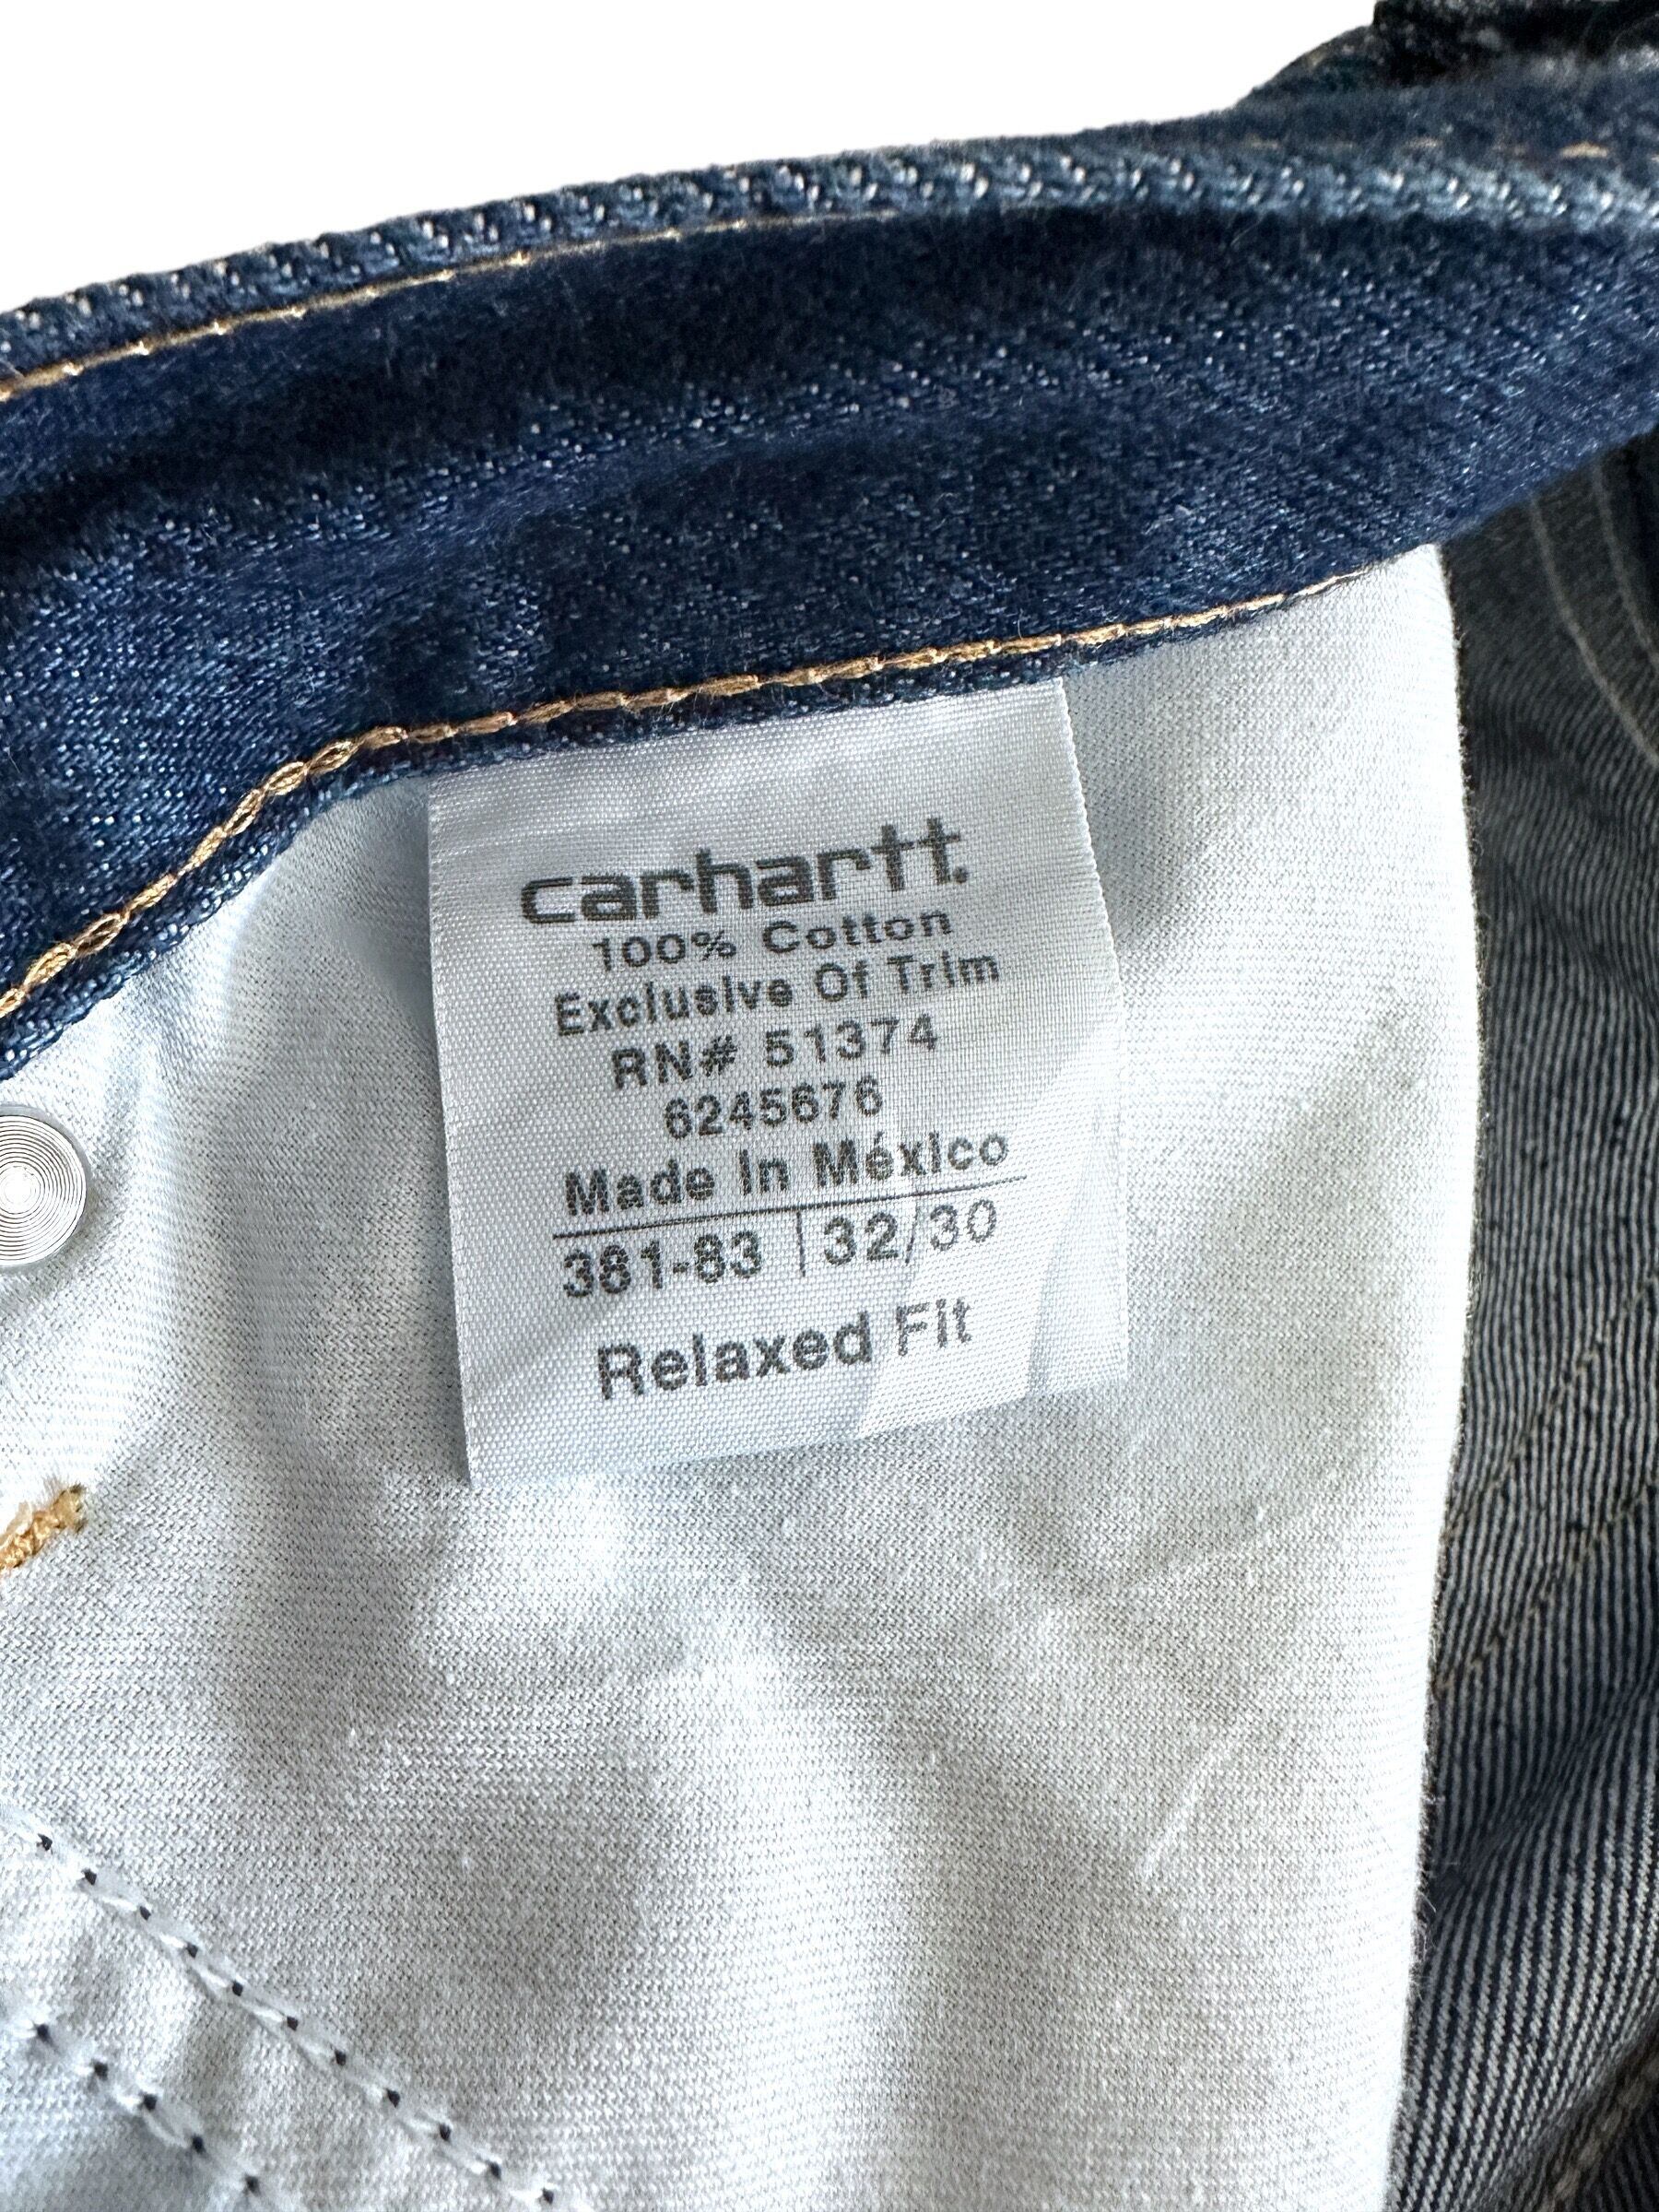 carhartt.
100% Cotton
Exclusive Of Trim
RN# 51374
6245676
Made In México
381-83 | 32/30
Relaxed Fit